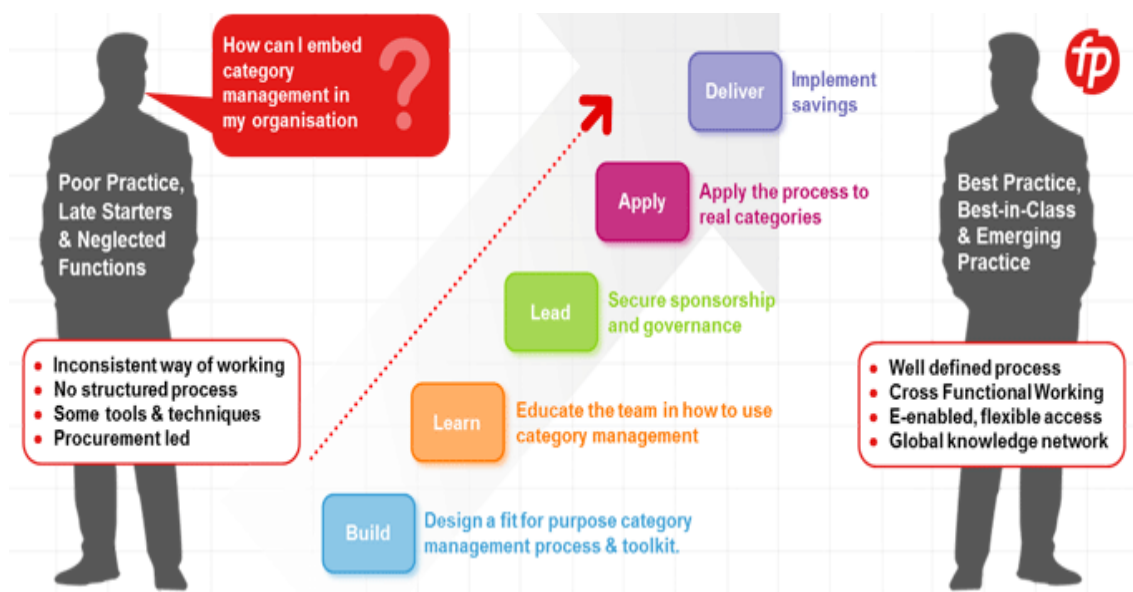 How can I embed
category
management in
my organisation
?
fp
Poor Practice,
Late Starters
& Neglected
Functions
• Inconsistent way of working
• No structured process
• Some tools & techniques
• Procurement led
Deliver
Implement
savings
Apply
Apply the process to
real categories
Lead
Secure sponsorship
and governance
Learn
Educate the team in how to use
category management
Build
Design a fit for purpose category
management process & toolkit.
Best Practice,
Best-in-Class
& Emerging
Practice
• Well defined process
• Cross Functional Working
• E-enabled, flexible access
• Global knowledge network